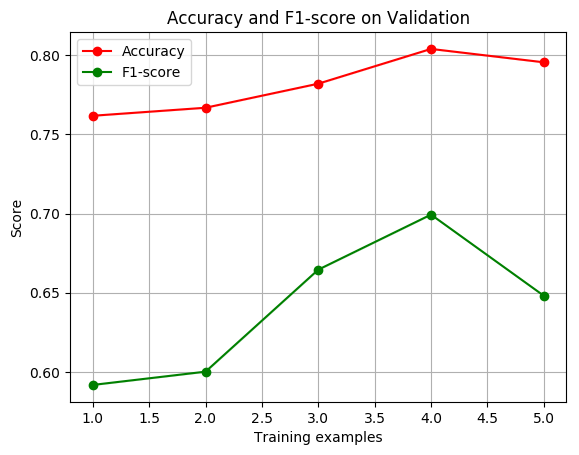 Accuracy and F1-score on Validation
Accuracy
F1-score
0.80
0.75
0.70
0.65
0.60
Score
1.0 1.5 2.0 2.5 3.0 3.5 4.0 4.5 5.0
Training examples